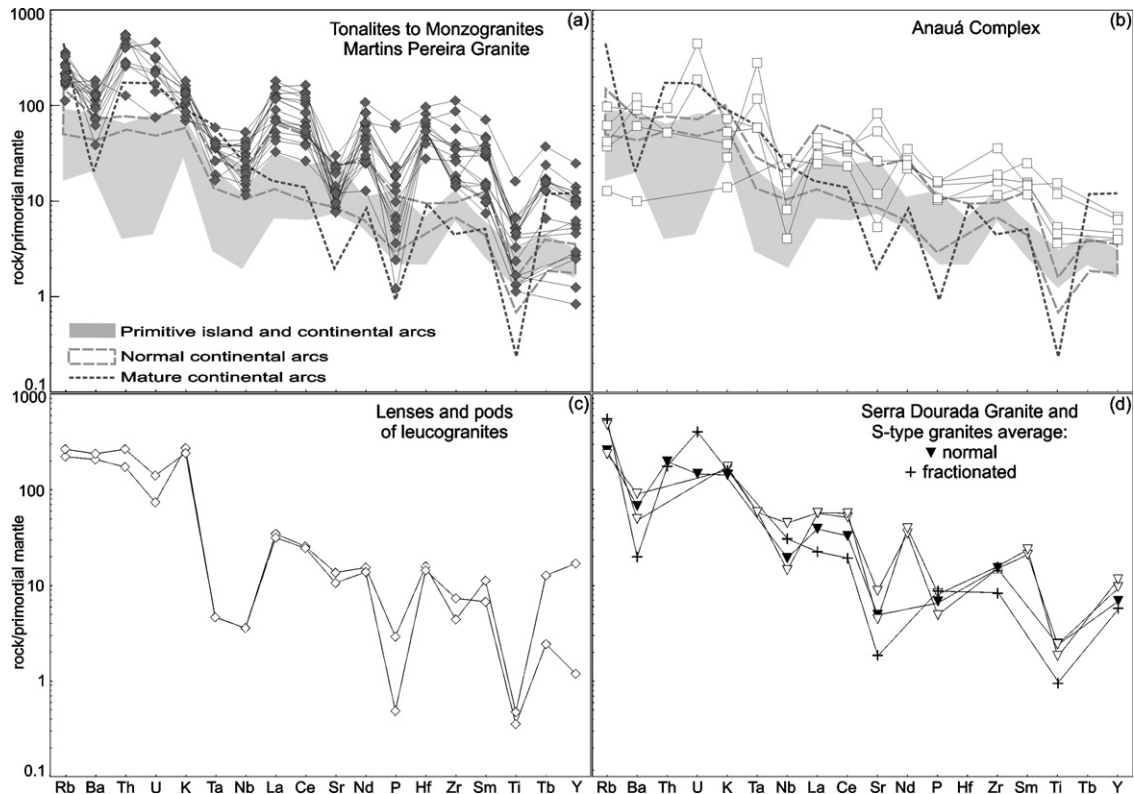 (a)
Tonalites to Monzogranites
Martins Pereira Granite
1000
100
10
1
0.1
rock/primordial mantle
Primitive island and continental arcs
Normal continental arcs
Mature continental arcs
(b)
Anauá Complex
(c)
Lenses and pods
of leucogranites
1000
100
10
1
0.1
rock/primordial mantle
Rb Ba Th U K Ta Nb La Ce Sr Nd P Hf Zr Sm Ti Tb Y
(d)
Serra Dourada Granite and
S-type granites average:
normal
fractionated
Rb Ba Th U K Ta Nb La Ce Sr Nd P Hf Zr Sm Ti Tb Y